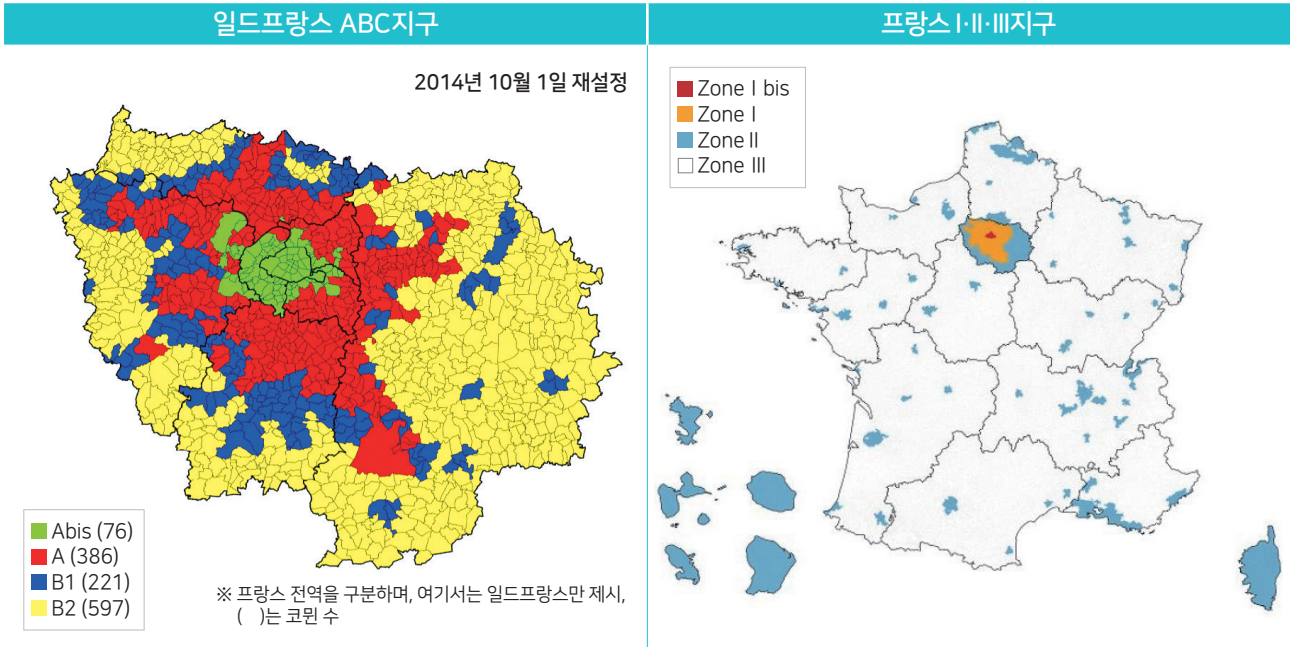 일드프랑스 ABC지구
2014년 10월 1일 재설정
Abis (76)
A (386)
B1 (221)
B2 (597)
※ 프랑스 전역을 구분하며, 여기서는 일드프랑스만 제시,
( )는 코뮌 수
프랑스 I·II·III지구
Zone I bis
Zone I
Zone II
Zone III